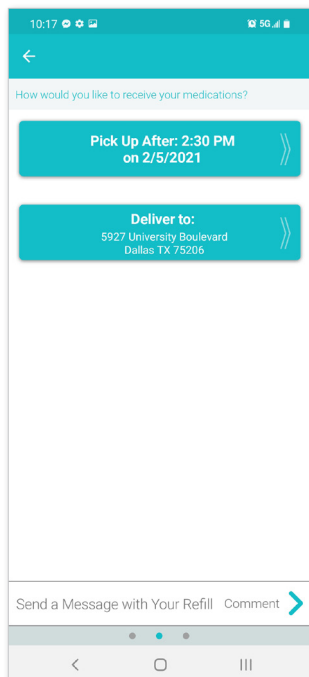 10:17 5G
How would you like to receive your medications?
Pick Up After: 2:30 PM
on 2/5/2021
Deliver to:
5927 University Boulevard
Dallas TX 75206
Send a Message with Your Refill Comment